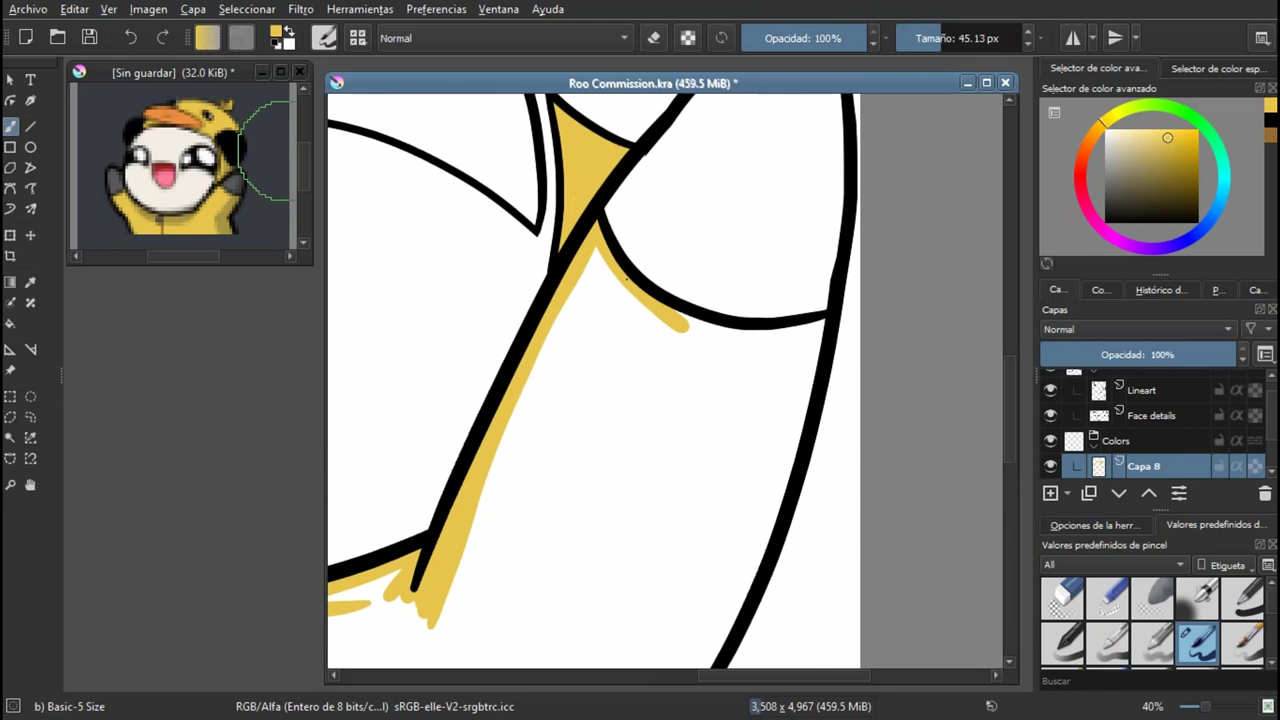 Archivo Editar Ver Imagen Capa Seleccionar Filtro Herramientas Preferencias Ventana Ayuda
Normal
Opacidad: 100%
Tamaño: 45.13 px
[Sin guardar] (32.0 KiB) *
Roo Commission.kra (459.5 MiB) *
Selector de color ava...
Selector de color esp...
Selector de color avanzado
Ca...
Co...
Histórico d...
P...
Ca...
Capas
Normal
Opacidad: 100%
Lineart
Face details
Colors
Capa 8
Opciones de la herr...
Valores predefinidos d...
Valores predefinidos de pincel
All
Etiqueta
Buscar
b) Basic-5 Size
RGB/Alfa (Entero de 8 bits/c...l) sRGB-elle-V2-srgbtrc.icc
3,508 x 4,967 (459.5 MiB)
40%